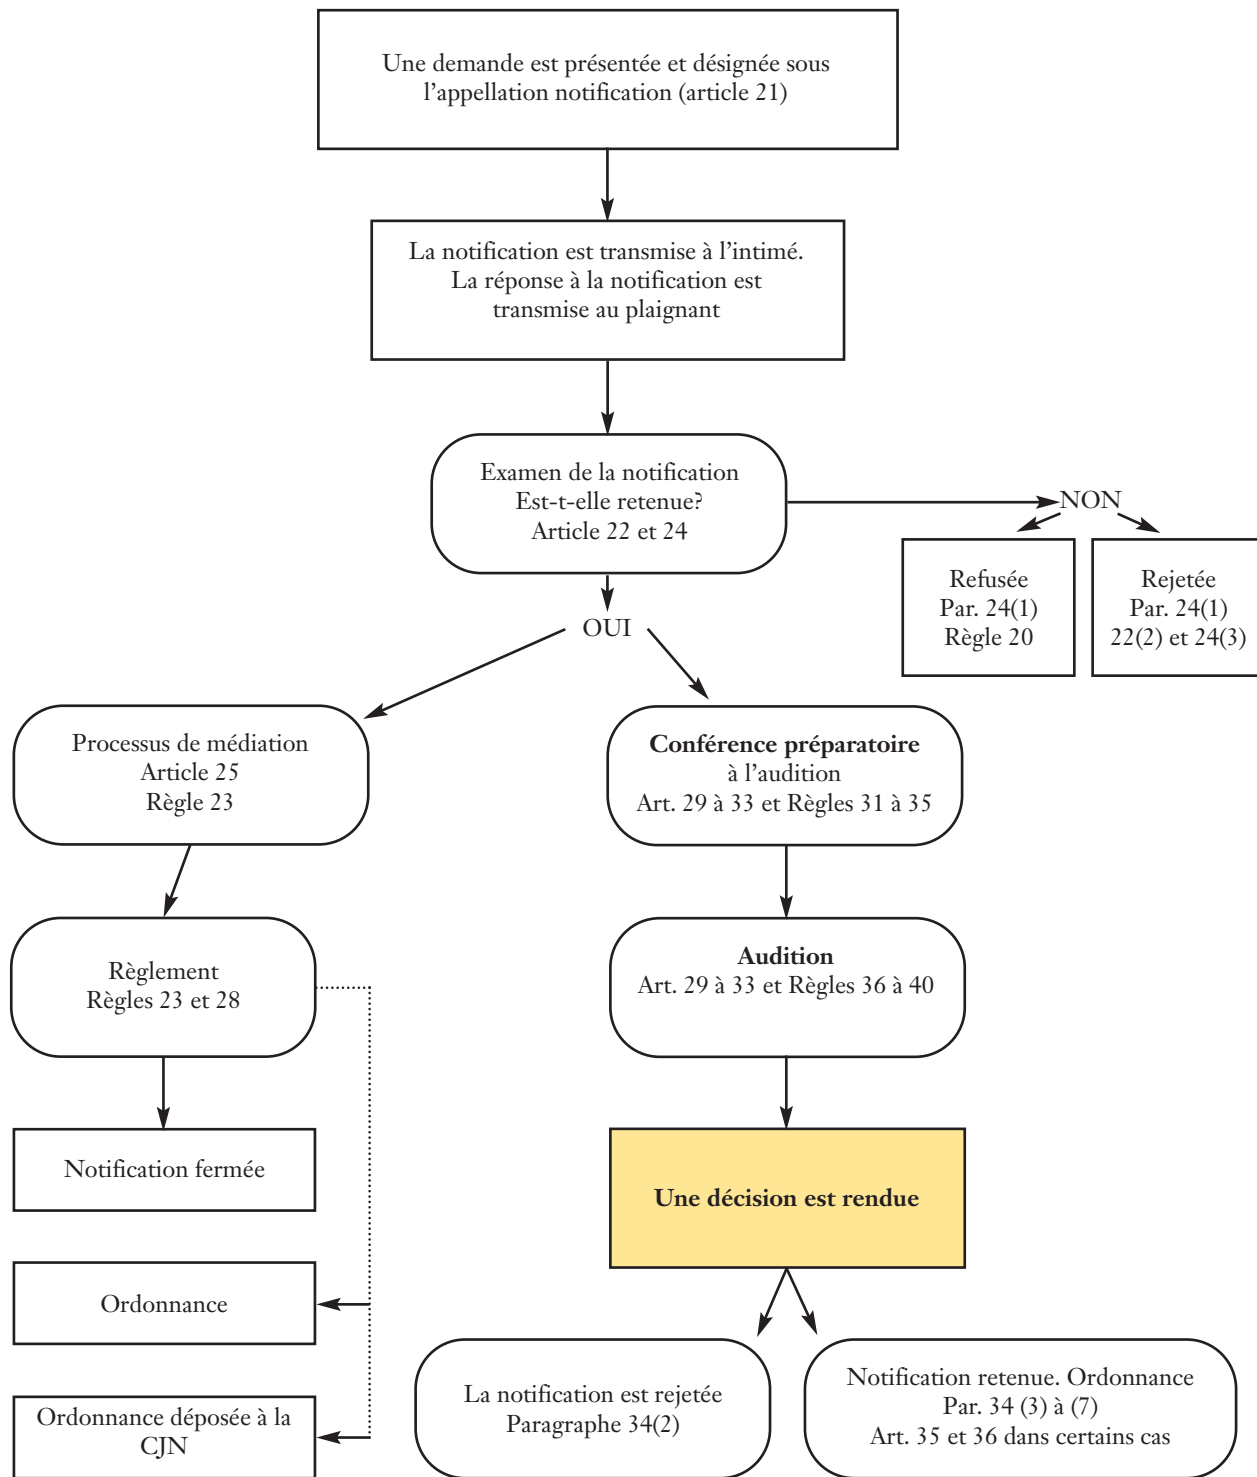 Une demande est présentée et désignée sous
l'appellation notification (article 21)
La notification est transmise à l'intimé.
La réponse à la notification est
transmise au plaignant
Examen de la notification
Est-t-elle retenue?
Article 22 et 24
NON
Refusée
Par. 24(1)
Règle 20
Rejetée
Par. 24(1)
22(2) et 24(3)
OUI
Processus de médiation
Article 25
Règle 23
Conférence préparatoire
à l'audition
Art. 29 à 33 et Règles 31 à 35
Règlement
Règles 23 et 28
Audition
Art. 29 à 33 et Règles 36 à 40
Notification fermée
Une décision est rendue
Ordonnance
Ordonnance déposée à la
CJN
La notification est rejetée
Paragraphe 34(2)
Notification retenue. Ordonnance
Par. 34 (3) à (7)
Art. 35 et 36 dans certains cas